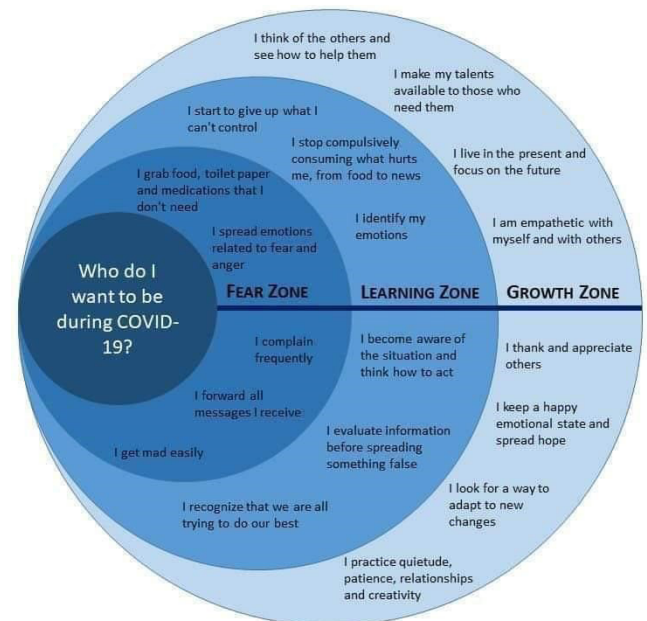 I think of the others and
see how to help them
I make my talents
available to those who
need them
I start to give up what I
can't control
I stop compulsively
consuming what hurts
me, from food to news
I live in the present and
focus on the future
I grab food, toilet paper
and medications that I
don't need
I identify my
emotions
I am empathetic with
myself and with others
I spread emotions
related to fear and
anger
Who do I
want to be
during COVID-
19?
FEAR ZONE
LEARNING ZONE
GROWTH ZONE
I complain
frequently
I become aware of
the situation and
think how to act
I thank and appreciate
others
I forward all
messages I receive
I keep a happy
emotional state and
spread hope
I get mad easily
I evaluate information
before spreading
something false
I look for a way to
adapt to new
changes
I recognize that we are all
trying to do our best
I practice quietude,
patience, relationships
and creativity